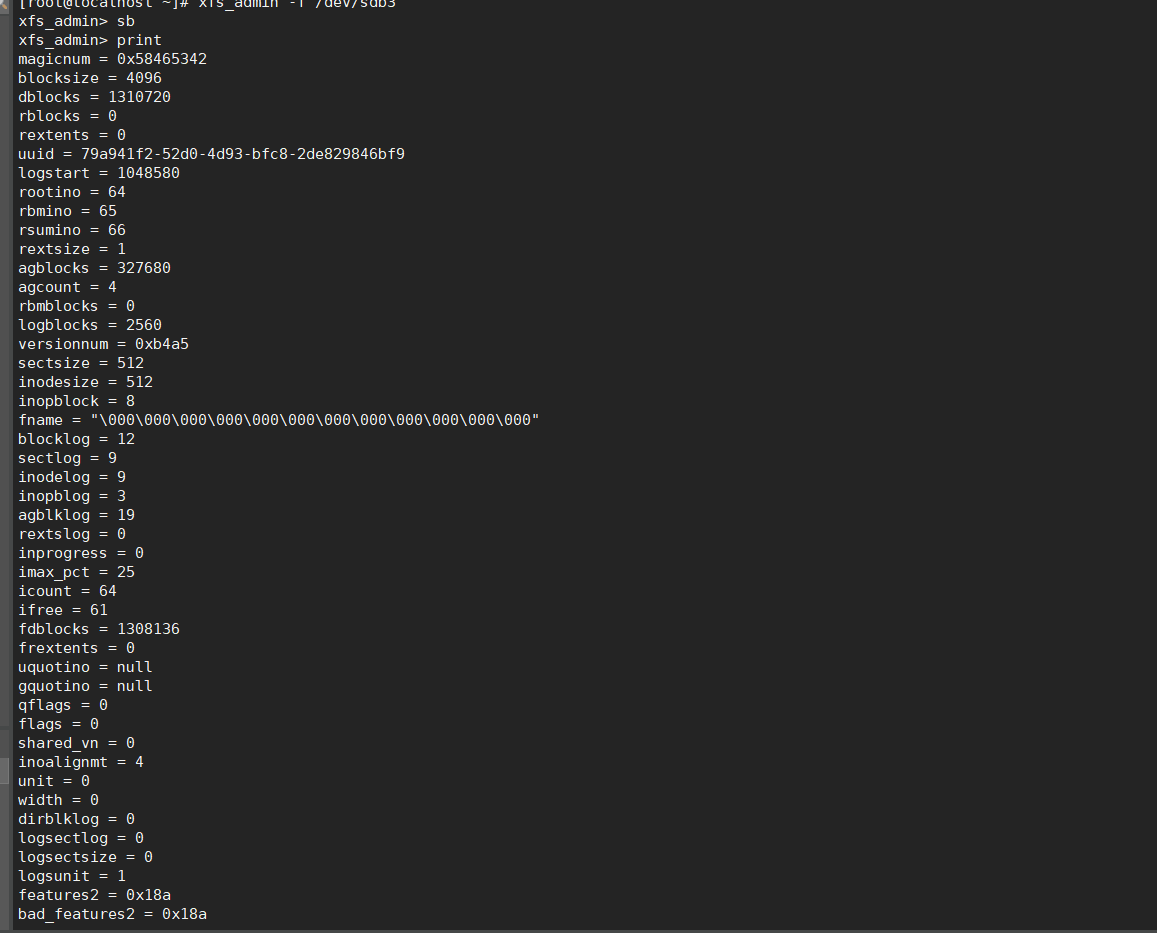 [root@localhost ~]# xfs_admin -f /dev/sdb3
xfs_admin> sb
xfs_admin> print
magicnum = 0x58465342
blocksize = 4096
dblocks = 1310720
rblocks = 0
rextents = 0
uuid = 79a941f2-52d0-4d93-bfc8-2de829846bf9
logstart = 1048580
rootino = 64
rbmino = 65
rsumino = 66
rextsize = 1
agblocks = 327680
agcount = 4
rbmblocks = 0
logblocks = 2560
versionnum = 0xb4a5
sectsize = 512
inodesize = 512
inopblock = 8
fname = "\000\000\000\000\000\000\000\000\000\000\000\000"
blocklog = 12
sectlog = 9
inodelog = 9
inopblog = 3
agblklog = 19
rextslog = 0
inprogress = 0
imax_pct = 25
icount = 64
ifree = 61
fdblocks = 1308136
frextents = 0
uquotino = null
gquotino = null
qflags = 0
flags = 0
shared_vn = 0
inoalignmt = 4
unit = 0
width = 0
dirblklog = 0
logsectlog = 0
logsectsize = 0
logsunit = 1
features2 = 0x18a
bad_features2 = 0x18a